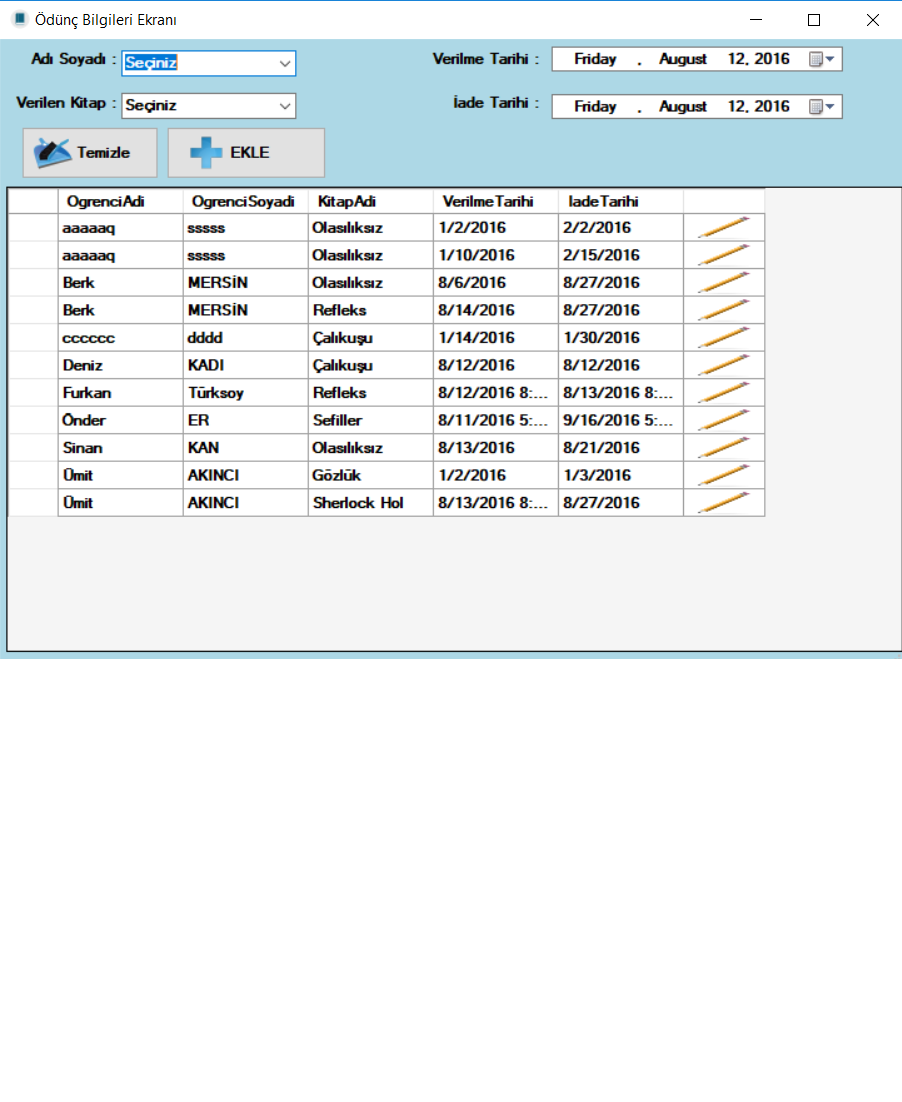 Ödünç Bilgileri Ekranı
Adı Soyadı : Seçiniz Verilme Tarihi : Friday . August 12, 2016
Verilen Kitap : Seçiniz İade Tarihi : Friday . August 12, 2016
Temizle EKLE
OgrenciAdi OgrenciSoyadi KitapAdi VerilmeTarihi IadeTarihi
aaaaaq sssss Olasılıksız 1/2/2016 2/2/2016
aaaaaq sssss Olasılıksız 1/10/2016 2/15/2016
Berk MERSİN Olasılıksız 8/6/2016 8/27/2016
Berk MERSİN Refleks 8/14/2016 8/27/2016
cccccc dddd Çalıkuşu 1/14/2016 1/30/2016
Deniz KADI Çalıkuşu 8/12/2016 8/12/2016
Furkan Türksoy Refleks 8/12/2016 8:... 8/13/2016 8:...
Önder ER Sefiller 8/11/2016 5:... 9/16/2016 5:...
Sinan KAN Olasılıksız 8/13/2016 8/21/2016
Ümit AKINCI Gözlük 1/2/2016 1/3/2016
Ümit AKINCI Sherlock Hol 8/13/2016 8:... 8/27/2016